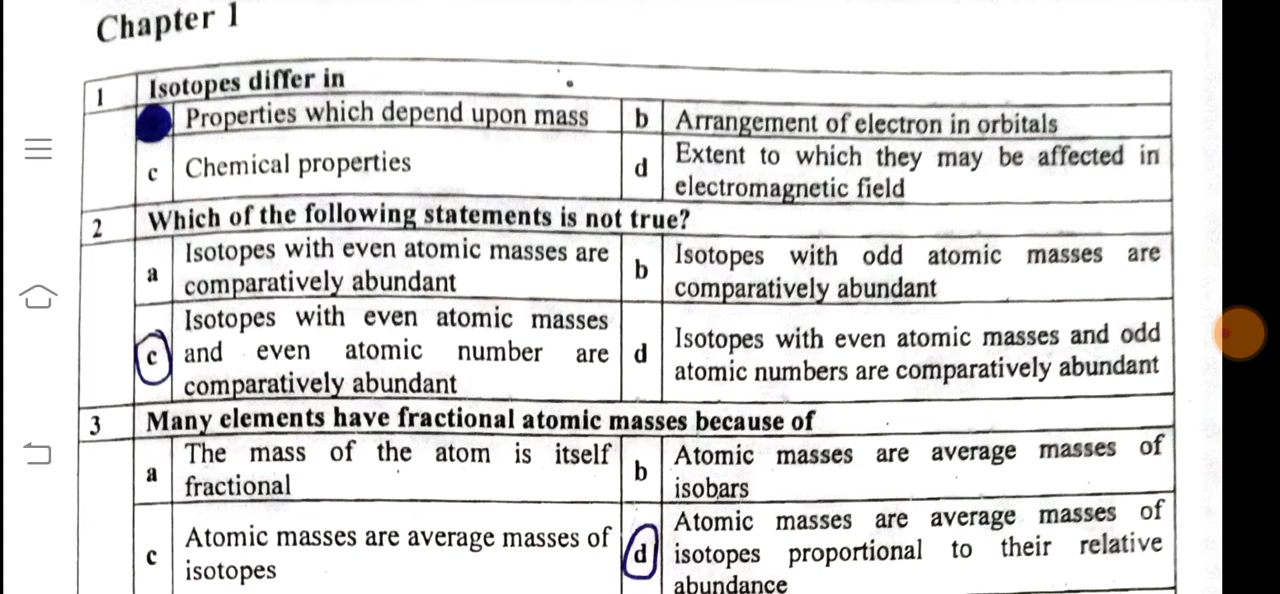 Chapter 1
1 Isotopes differ in
Properties which depend upon mass b Arrangement of electron in orbitals
c Chemical properties d Extent to which they may be affected in
electromagnetic field
2 Which of the following statements is not true?
a Isotopes with even atomic masses are
comparatively abundant
b Isotopes with odd atomic masses are
comparatively abundant
c Isotopes with even atomic masses
and even atomic number are
comparatively abundant
d Isotopes with even atomic masses and odd
atomic numbers are comparatively abundant
3 Many elements have fractional atomic masses because of
a The mass of the atom is itself
fractional
b Atomic masses are average masses of
isobars
c Atomic masses are average masses of
isotopes
d Atomic masses are average masses of
isotopes proportional to their relative
abundance